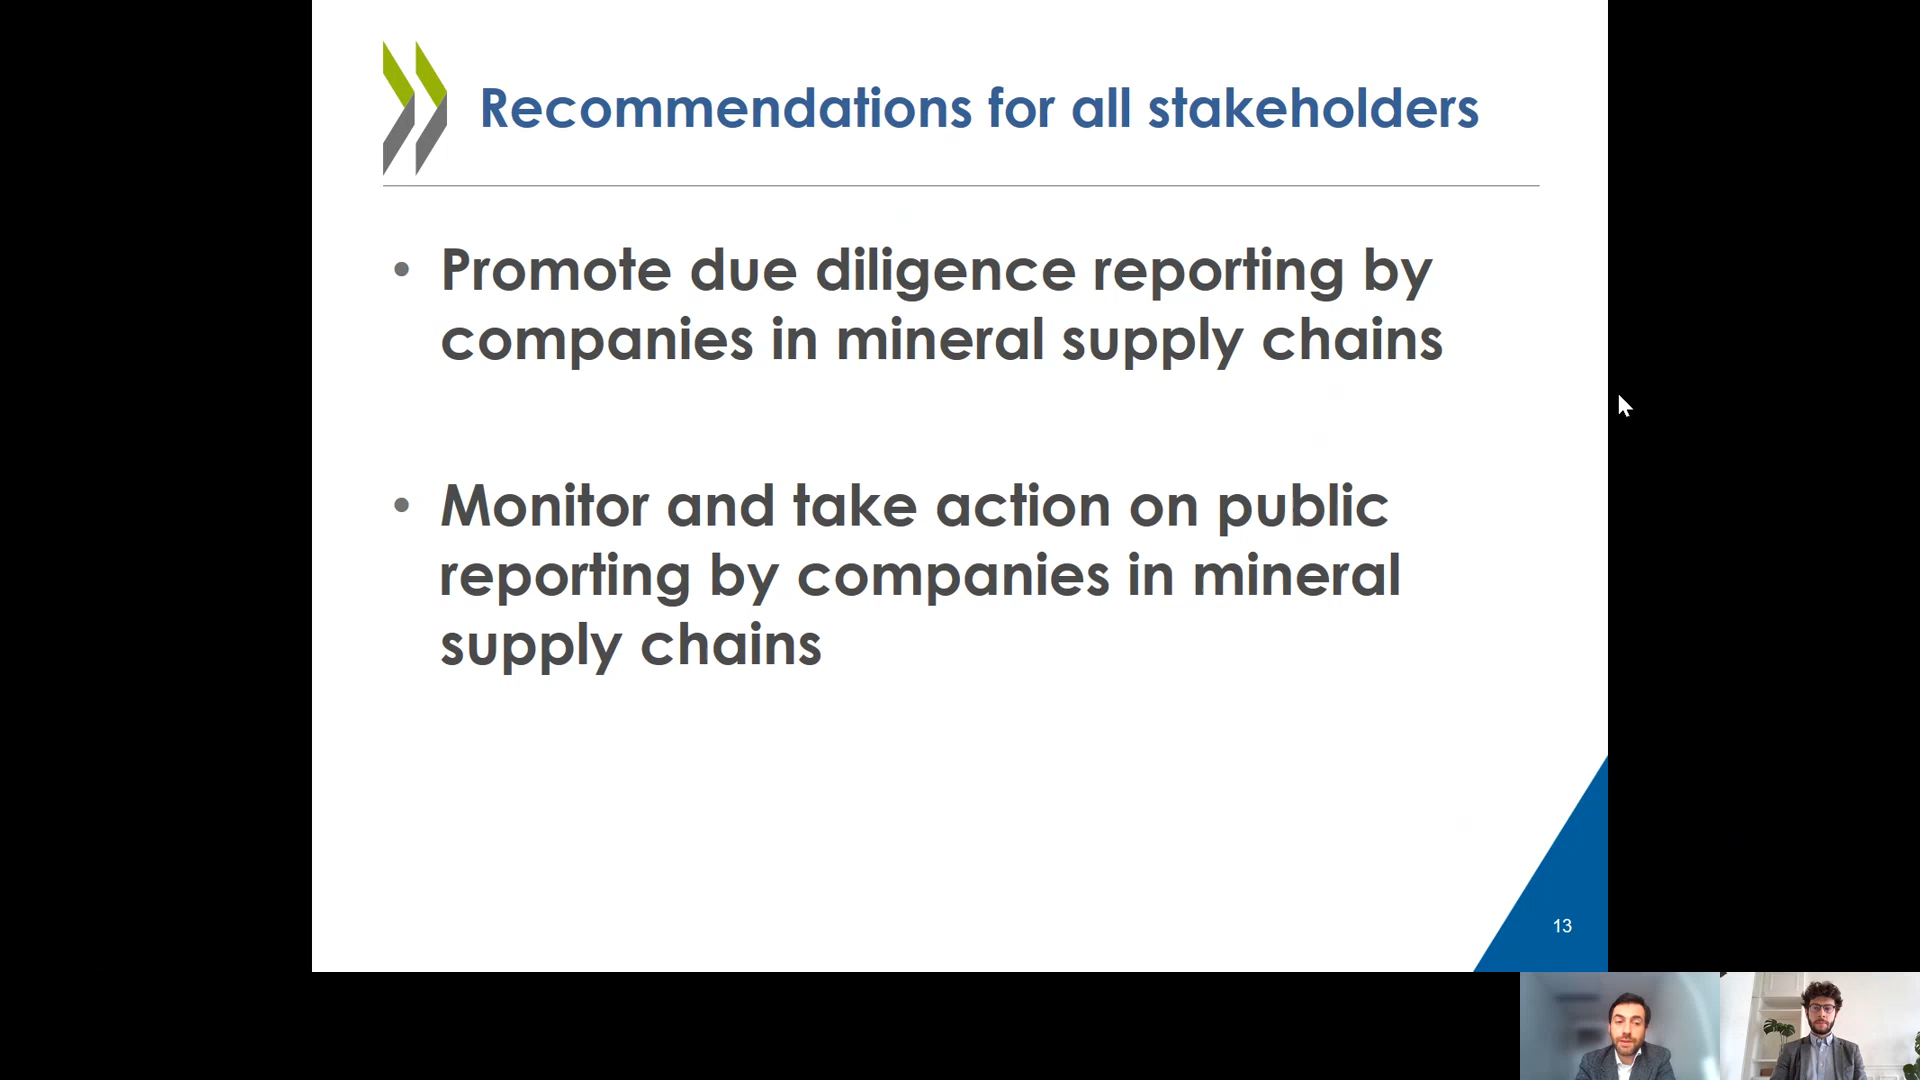 Recommendations for all stakeholders
• Promote due diligence reporting by
companies in mineral supply chains
• Monitor and take action on public
reporting by companies in mineral
supply chains
13